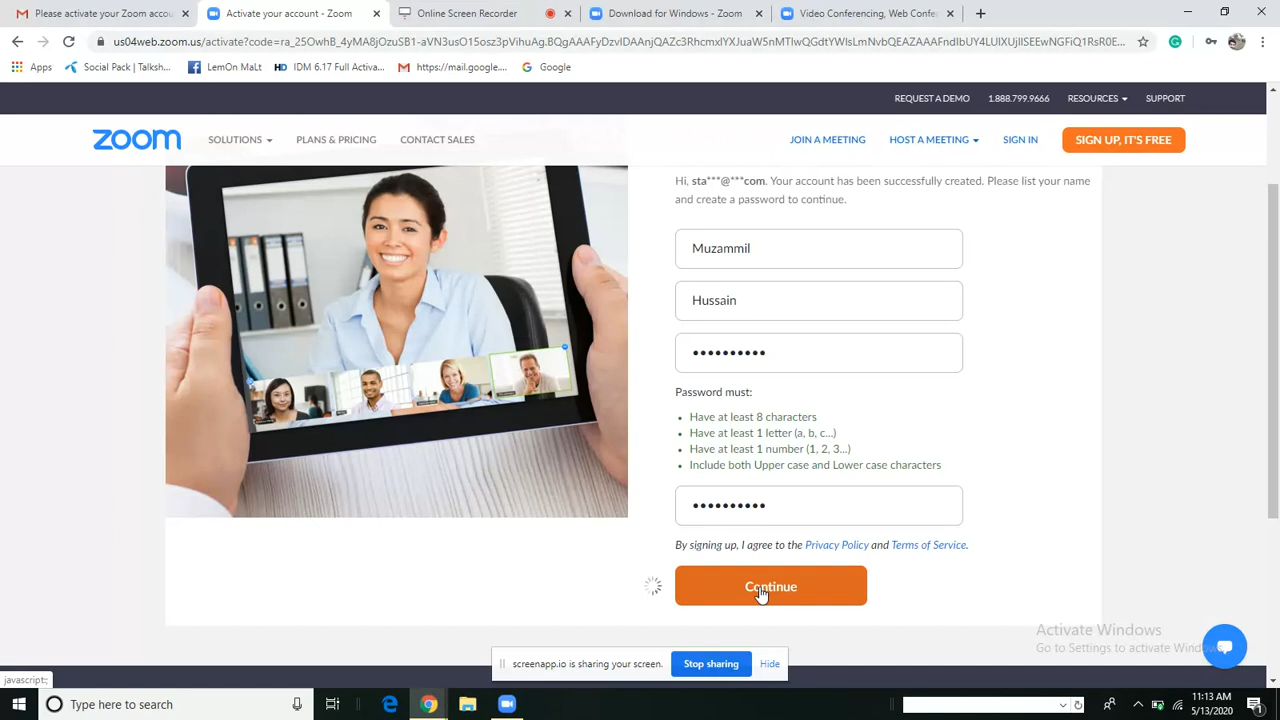 Please activate your account - Z
Activate your account - Zoom
Online Screen Recorder
Download for Windows - Zoom
Video Conferencing, Web Confe
Apps
Social Pack | Talksh...
LemOn MaLt
IDM 6.17 Full Activa...
https://mail.google....
Google
REQUEST A DEMO 1.888.799.9666 RESOURCES SUPPORT
zoom SOLUTIONS PLANS & PRICING CONTACT SALES JOIN A MEETING HOST A MEETING SIGN IN SIGN UP, IT'S FREE
Hi, sta***@***com. Your account has been successfully created. Please list your name
and create a password to continue.
Muzammil
Hussain
••••••••••
Password must:
• Have at least 8 characters
• Have at least 1 letter (a, b, c...)
• Have at least 1 number (1, 2, 3...)
• Include both Upper case and Lower case characters
••••••••••
By signing up, I agree to the Privacy Policy and Terms of Service.
Continue
Activate Windows
Go to Settings to activate Windows.
screenapp.io is sharing your screen. Stop sharing Hide
javascript:;
Type here to search
11:13 AM
5/13/2020